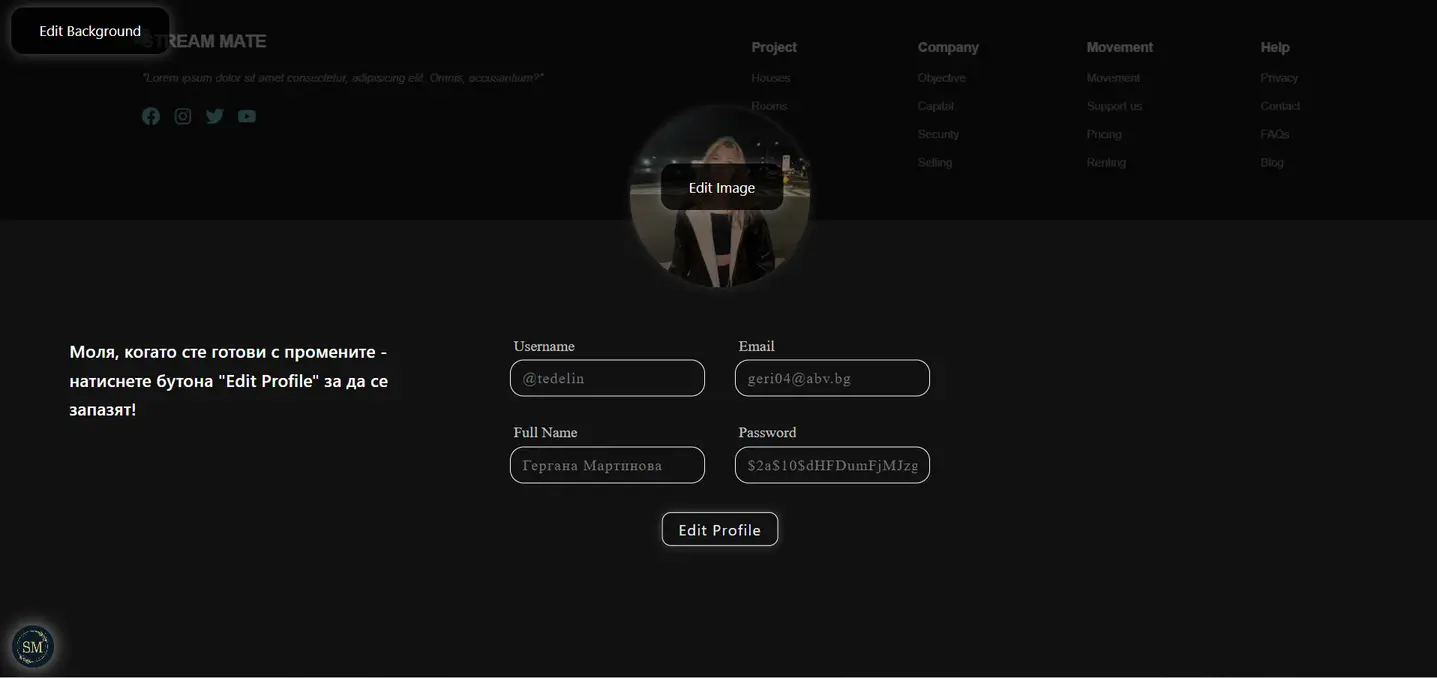 Edit Background
STREAM MATE
"Lorem ipsum dolor sit amet consectetur, adipisicing elit. Omnis, accusantium?"
Project
Houses
Rooms
Company
Objective
Capital
Security
Selling
Movement
Movement
Support us
Pricing
Renting
Help
Privacy
Contact
FAQs
Blog
Edit Image
Моля, когато сте готови с промените -
натиснете бутона "Edit Profile" за да се
запазят!
Username
@tedelin
Email
geri04@abv.bg
Full Name
Гергана Мартинова
Password
$2a$10$dHFDumFjMJzg
Edit Profile
SM